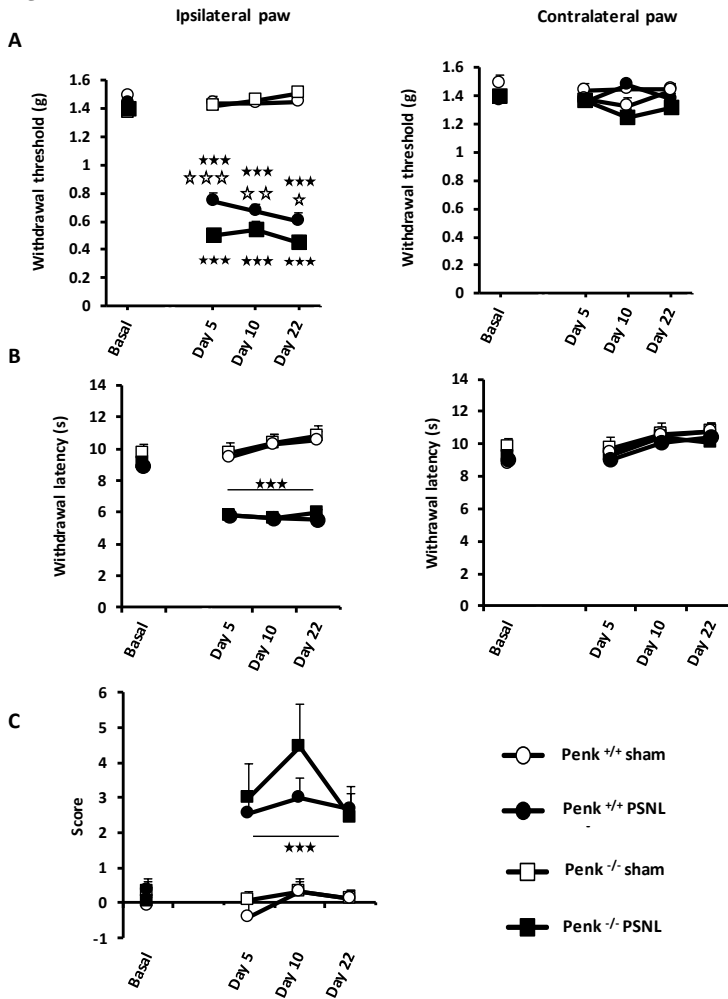 Ipsilateral paw
Contralateral paw
A
Withdrawal threshold (g)
1.6
1.4
1.2
1
0.8
0.6
0.4
0.2
0
★★★
☆☆☆
★★★
☆☆
★★★
☆
★★★
★★★
★★★
Basal
Day 5
Day 10
Day 22
Withdrawal threshold (g)
1.6
1.4
1.2
1
0.8
0.6
0.4
0.2
0
Basal
Day 5
Day 10
Day 22
B
Withdrawal latency (s)
14
12
10
8
6
4
2
0
★★★
Basal
Day 5
Day 10
Day 22
Withrawal latency (s)
14
12
10
8
6
4
2
0
Basal
Day 5
Day 10
Day 22
C
Score
6
5
4
3
2
1
0
-1
★★★
Basal
Day 5
Day 10
Day 22
Penk +/+ sham
Penk +/+ PSNL
-
Penk -/- sham
Penk -/- PSNL